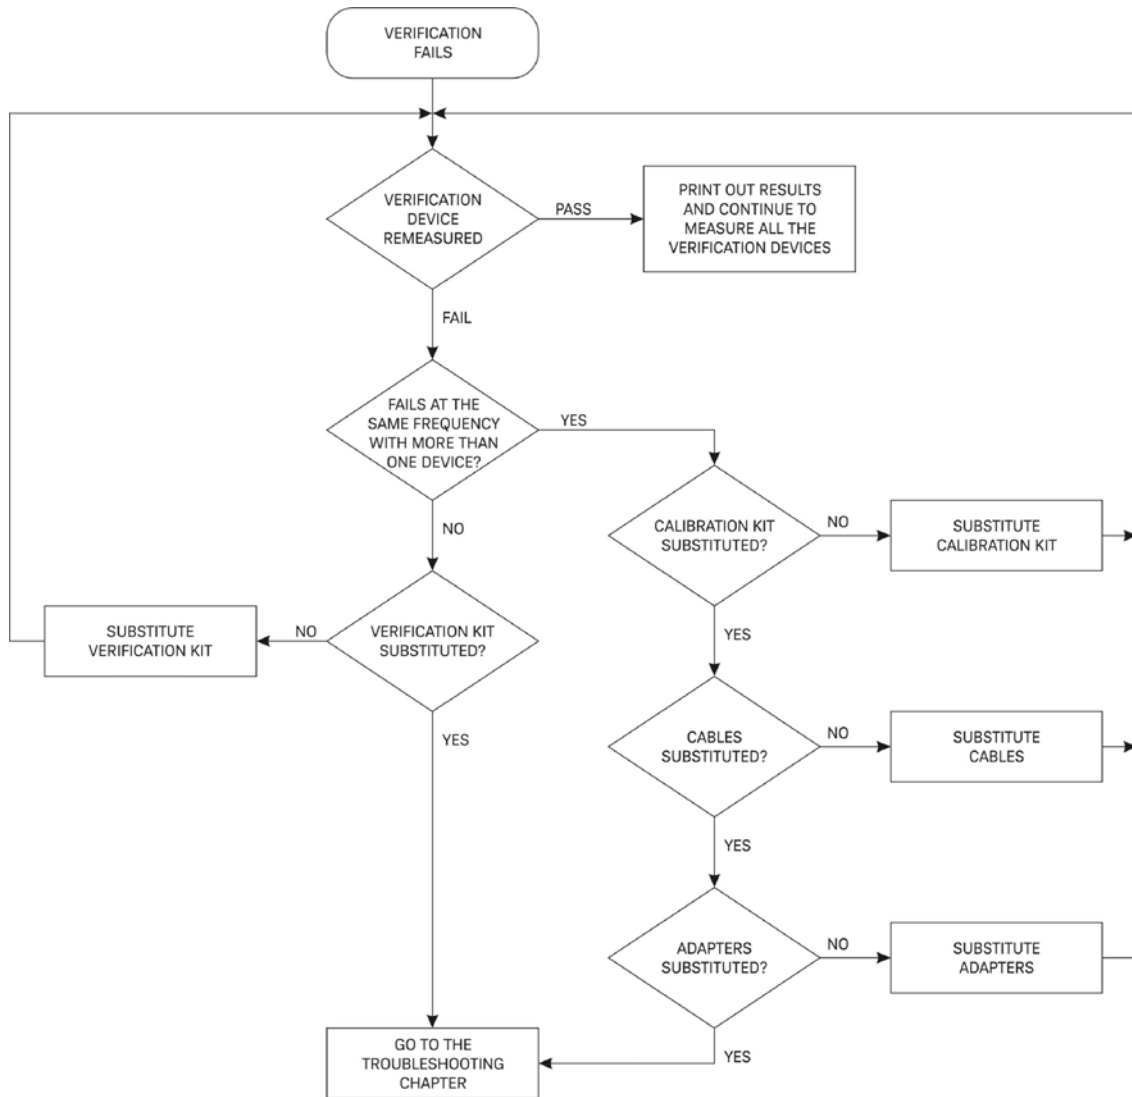 VERIFICATION
FAILS
VERIFICATION
DEVICE
REMEASURED
PASS
PRINT OUT RESULTS
AND CONTINUE TO
MEASURE ALL THE
VERIFICATION DEVICES
FAIL
FAILS AT THE
SAME FREQUENCY
WITH MORE THAN
ONE DEVICE?
YES
NO
CALIBRATION KIT
SUBSTITUTED?
NO
SUBSTITUTE
CALIBRATION KIT
YES
SUBSTITUTE
VERIFICATION KIT
NO
VERIFICATION KIT
SUBSTITUTED?
YES
CABLES
SUBSTITUTED?
NO
SUBSTITUTE
CABLES
YES
ADAPTERS
SUBSTITUTED?
NO
SUBSTITUTE
ADAPTERS
YES
GO TO THE
TROUBLESHOOTING
CHAPTER